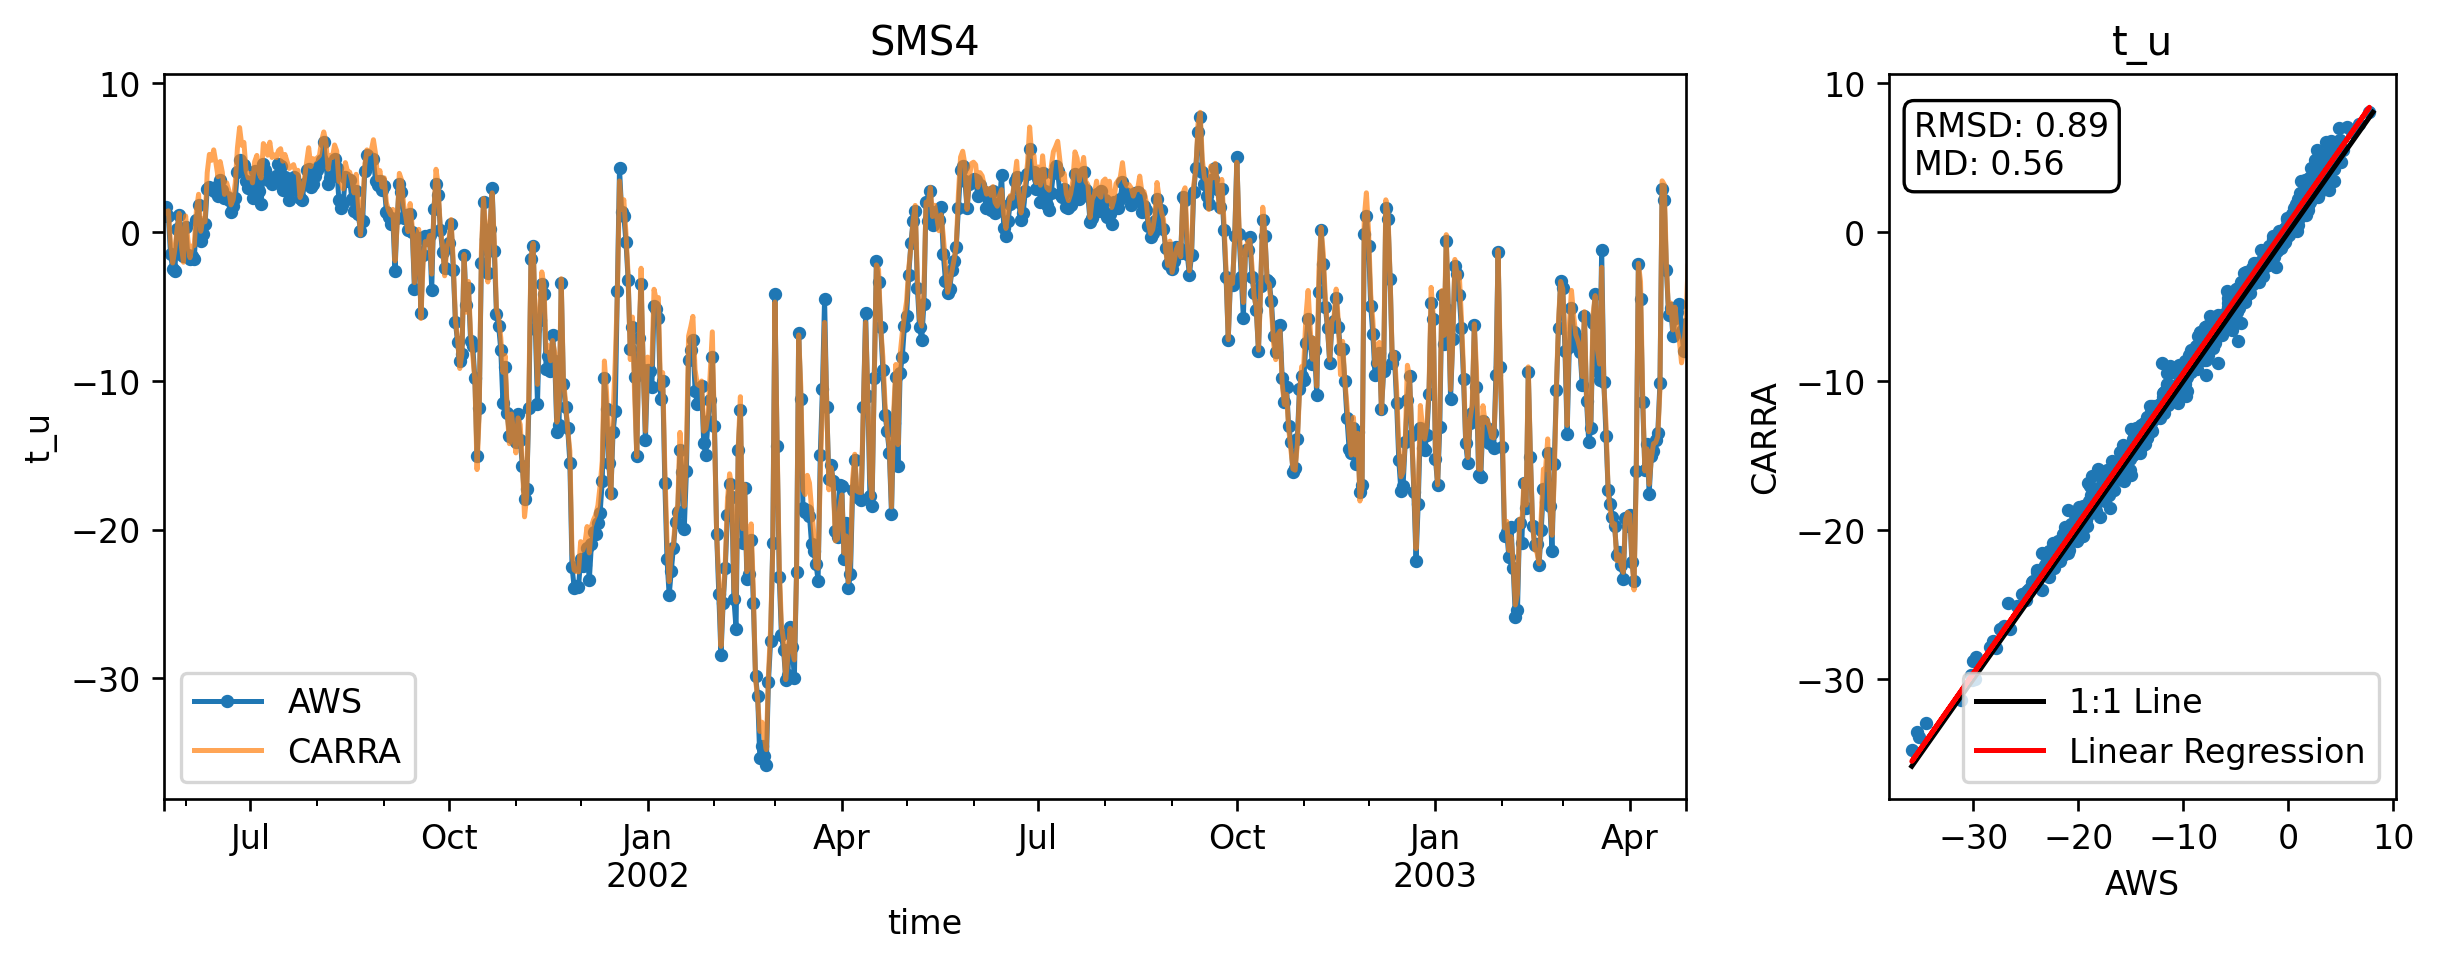 SMS4
10
0
−10
−20
−30
t_u
AWS
CARRA
Jul
Oct
Jan
2002
Apr
Jul
Oct
Jan
2003
Apr
time
t_u
10
0
−10
−20
−30
CARRA
RMSD: 0.89
MD: 0.56
1:1 Line
Linear Regression
−30
−20
−10
0
10
AWS